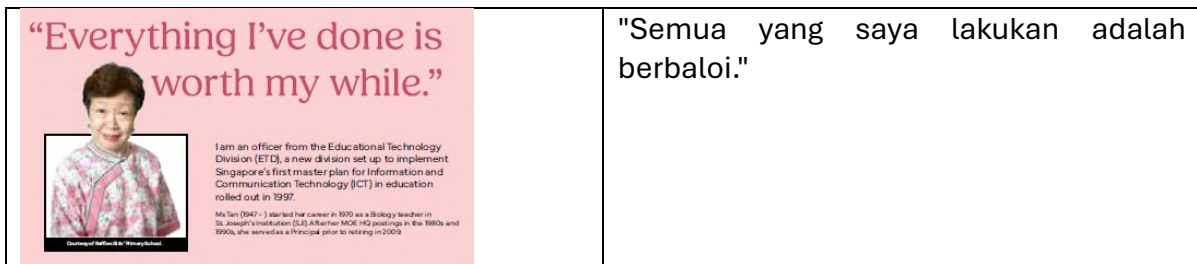 “Everything I’ve done is
worth my while.”
I am an officer from the Educational Technology
Division (ETD), a new division set up to implement
Singapore’s first master plan for Information and
Communication Technology (ICT) in education
rolled out in 1997.
Ms Tan (1947 – ) started her career in 1970 as a Biology teacher in
St. Joseph’s Institution (SJI). After her MOE HQ postings in the 1980s and
1990s, she served as a Principal prior to retiring in 2009
Courtesy of Raffles Girls’ Primary School.
"Semua yang saya lakukan adalah
berbaloi."